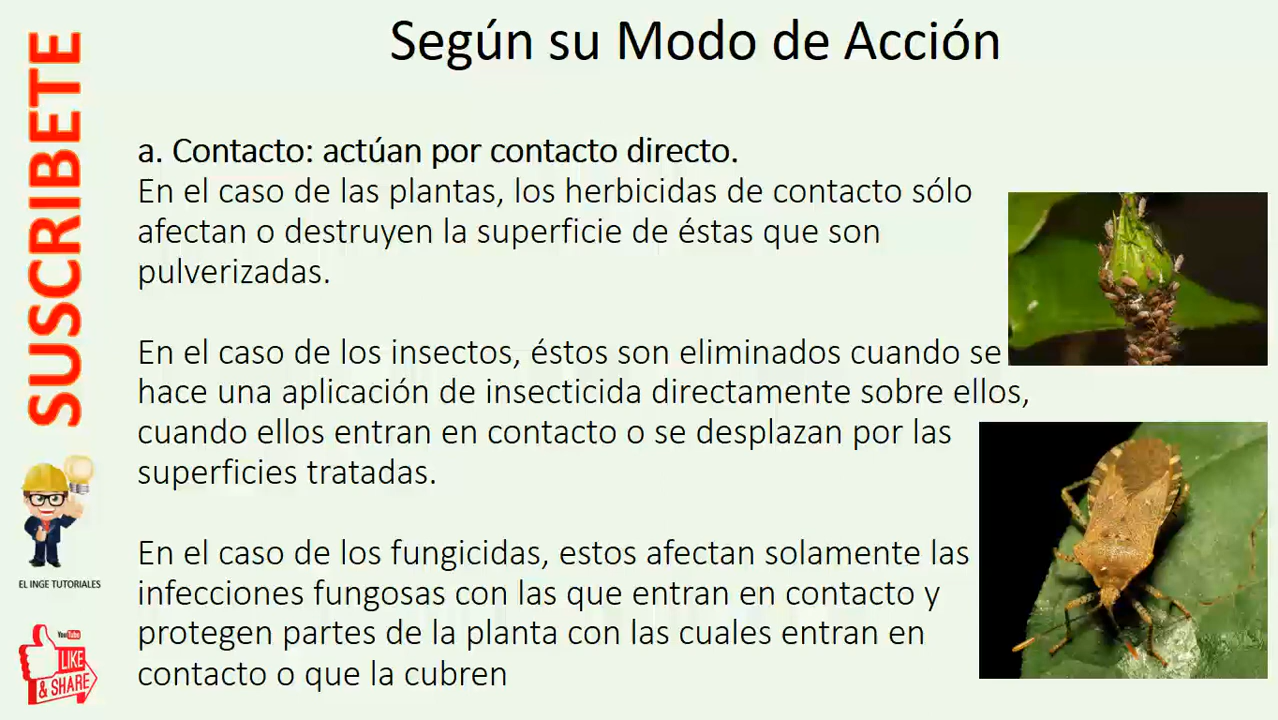 Según su Modo de Acción
SUSCRIBETE
a. Contacto: actúan por contacto directo.
En el caso de las plantas, los herbicidas de contacto sólo
afectan o destruyen la superficie de éstas que son
pulverizadas.
En el caso de los insectos, éstos son eliminados cuando se
hace una aplicación de insecticida directamente sobre ellos,
cuando ellos entran en contacto o se desplazan por las
superficies tratadas.
En el caso de los fungicidas, estos afectan solamente las
infecciones fungosas con las que entran en contacto y
protegen partes de la planta con las cuales entran en
contacto o que la cubren
EL INGE TUTORIALES
YouTube
LIKE
& SHARE